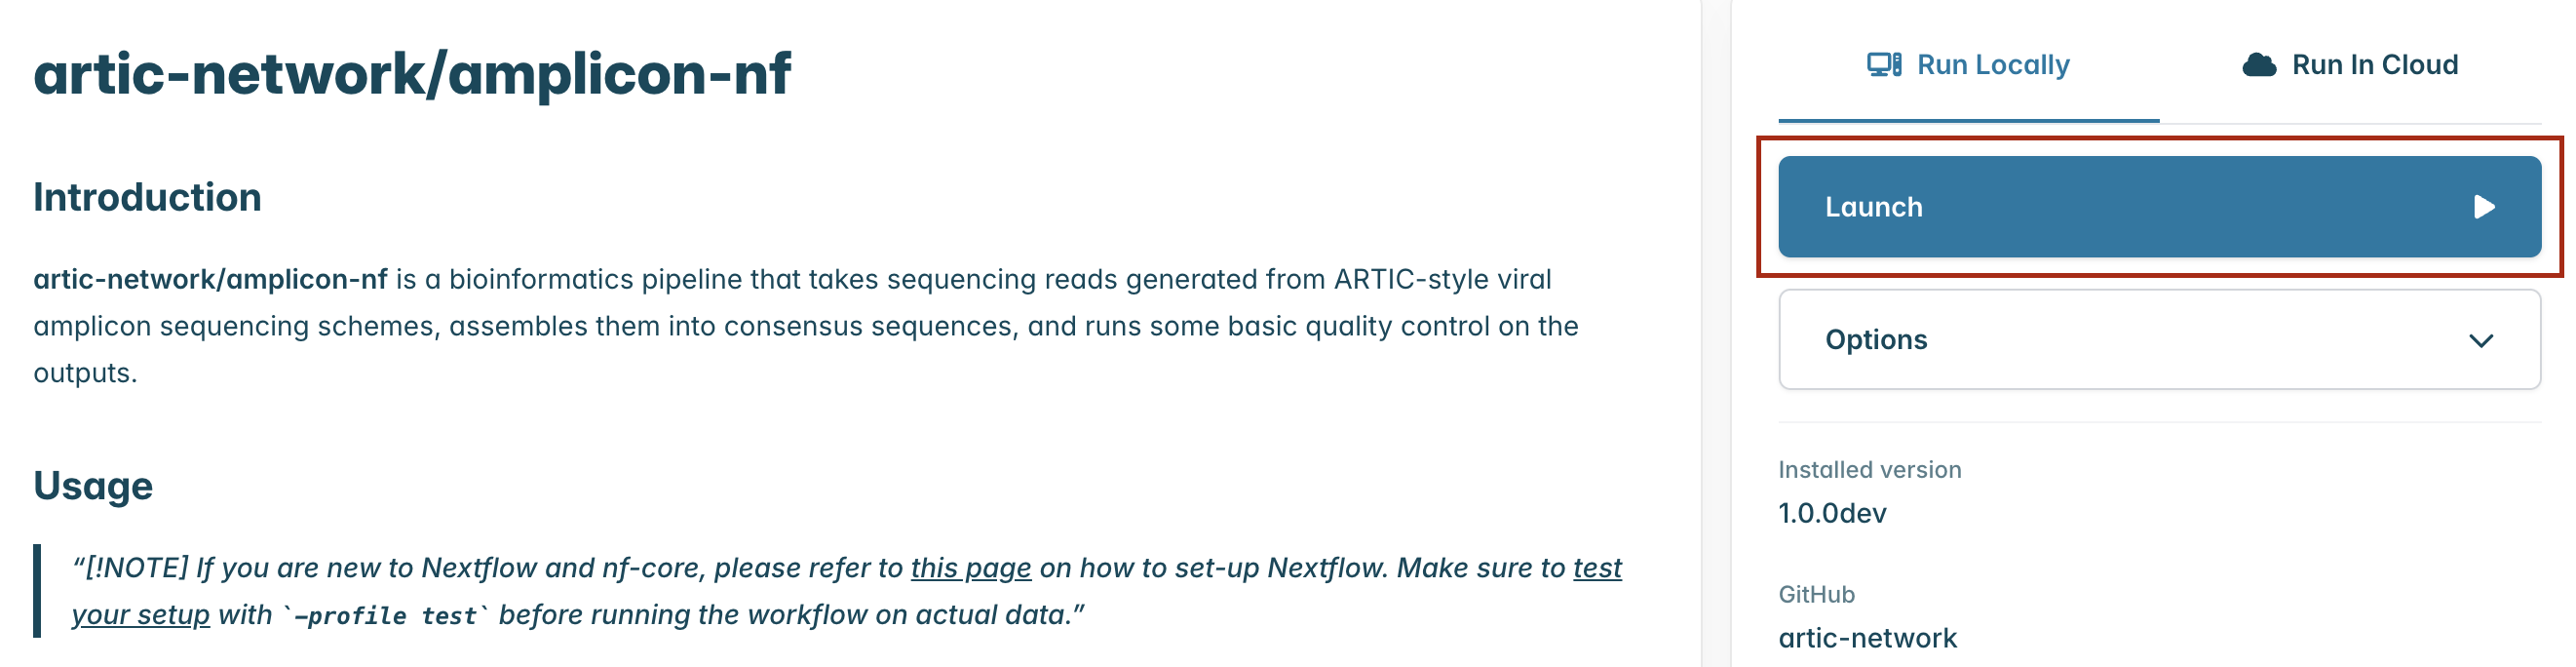 artic-network/amplicon-nf
Introduction
artic-network/amplicon-nf is a bioinformatics pipeline that takes sequencing reads generated from ARTIC-style viral
amplicon sequencing schemes, assembles them into consensus sequences, and runs some basic quality control on the
outputs.
Usage
“[!NOTE] If you are new to Nextflow and nf-core, please refer to this page on how to set-up Nextflow. Make sure to test
your setup with `-profile test` before running the workflow on actual data.”
Run Locally
Run In Cloud
Launch
Options
Installed version
1.0.0dev
GitHub
artic-network